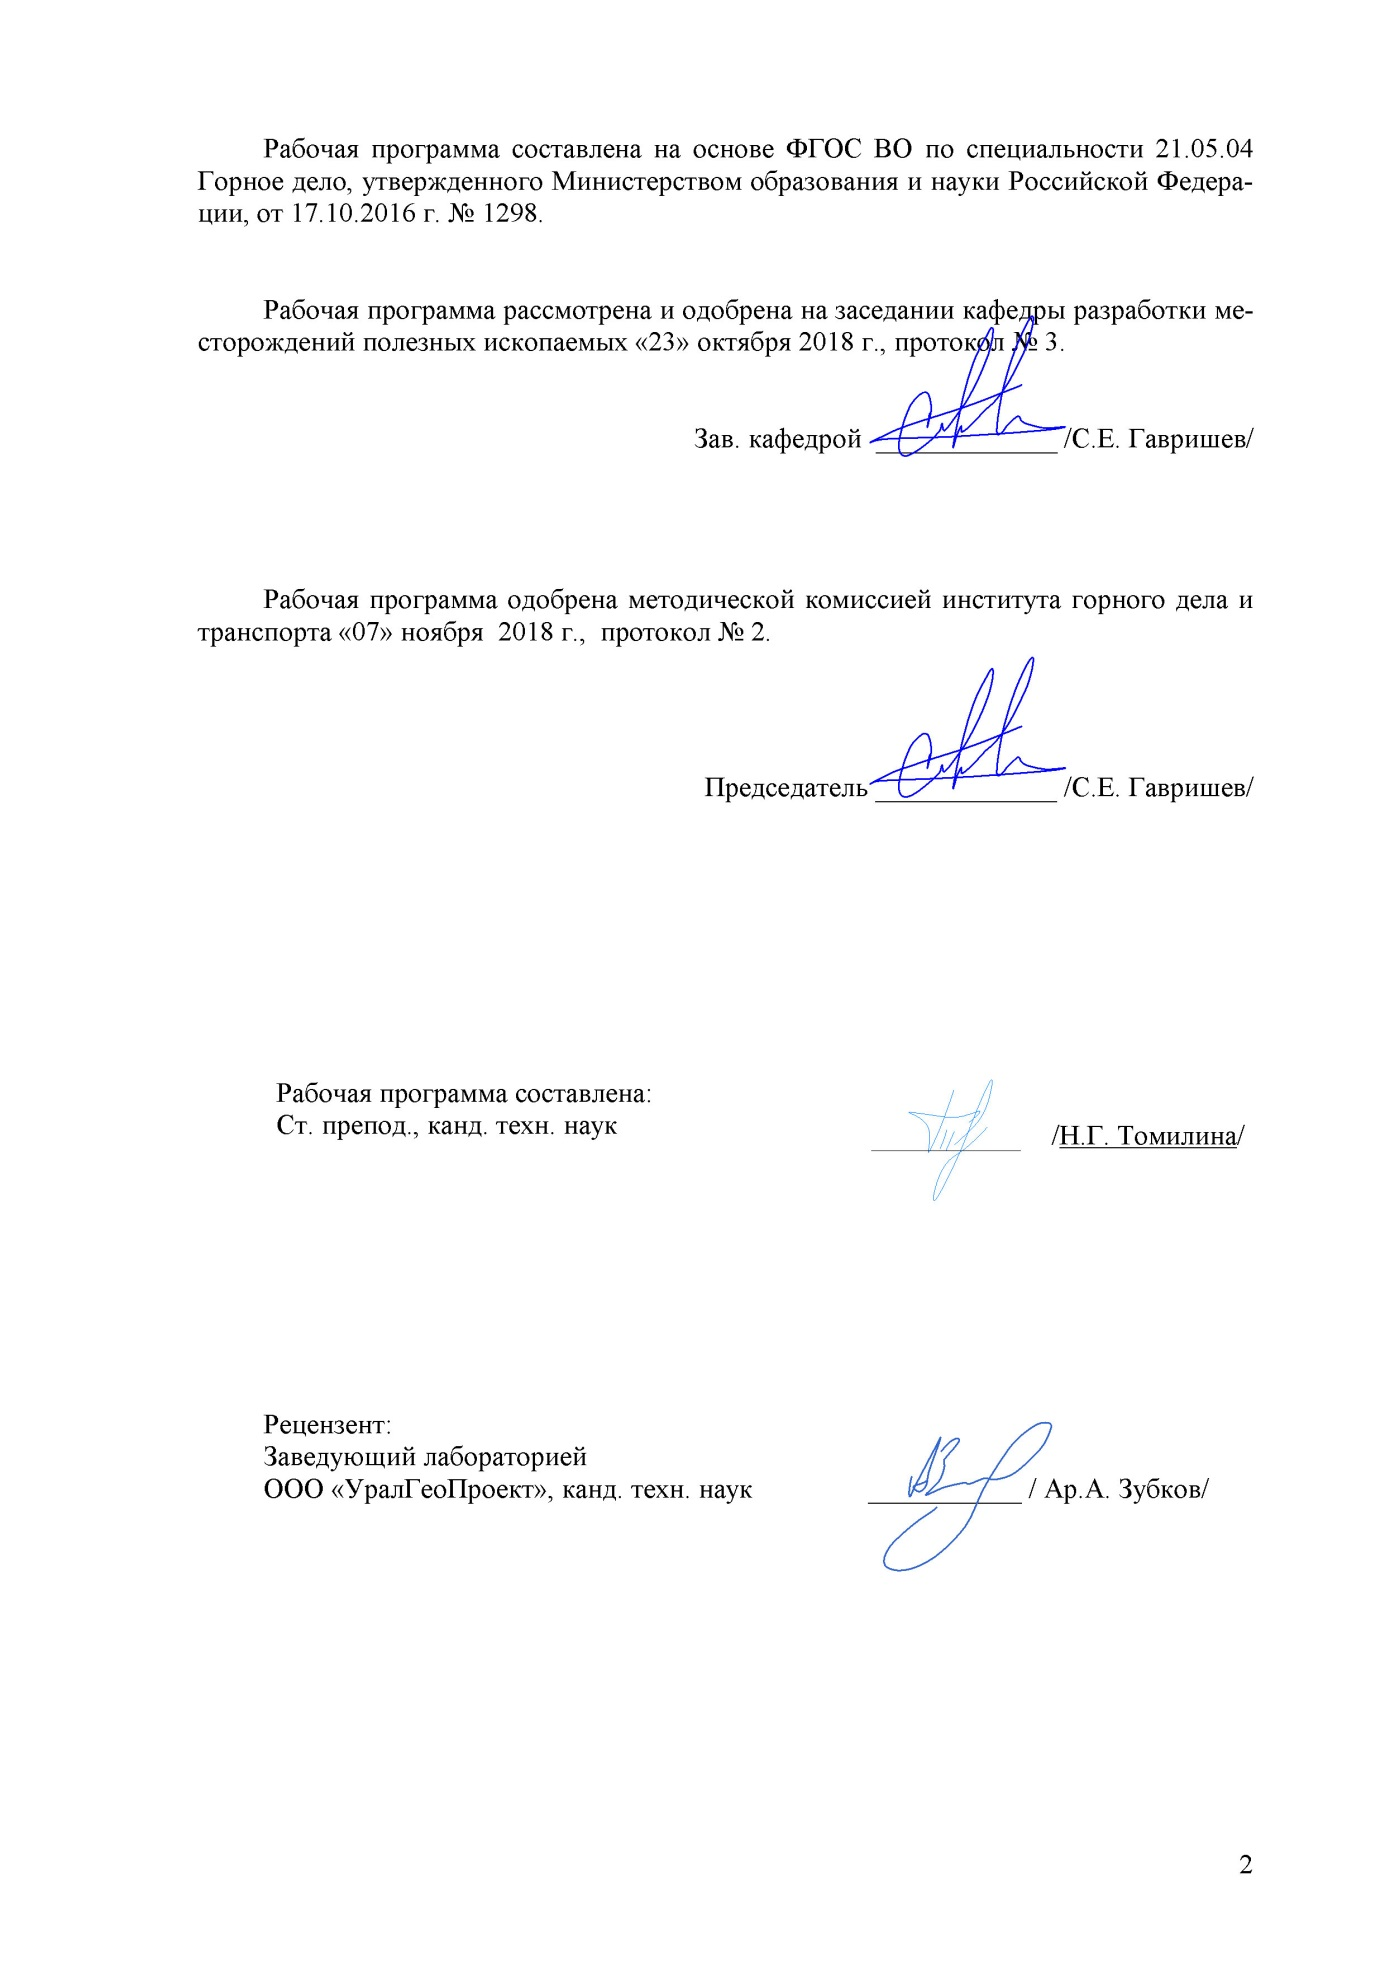 Рабочая программа составлена на основе ФГОС ВО по специальности 21.05.04
Горное дело, утвержденного Министерством образования и науки Российской Федера-
ции, от 17.10.2016 г. № 1298.
Рабочая программа рассмотрена и одобрена на заседании кафедры разработки ме-
сторождений полезных ископаемых «23» октября 2018 г., протокол № 3.
Зав. кафедрой _____________ /С.Е. Гавришев/
Рабочая программа одобрена методической комиссией института горного дела и
транспорта «07» ноября 2018 г., протокол № 2.
Председатель _____________ /С.Е. Гавришев/
Рабочая программа составлена:
Ст. препод., канд. техн. наук ___________ /Н.Г. Томилина/
Рецензент:
Заведующий лабораторией
ООО «УралГеоПроект», канд. техн. наук ___________ / Ар.А. Зубков/
2